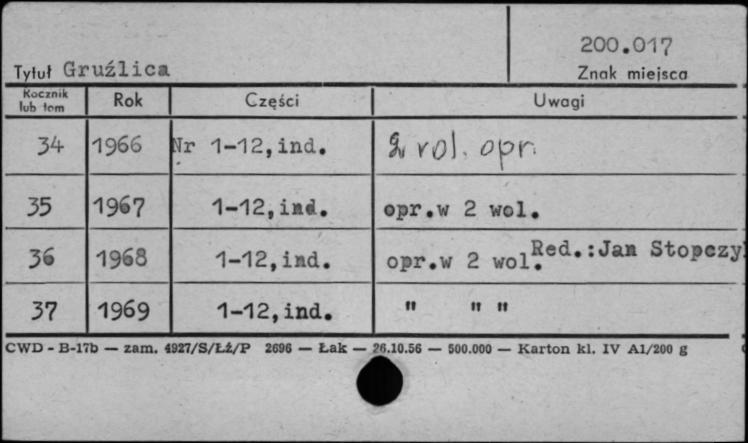 200.017
Tytuł Gruźlica
Znak miejsca
Rocznik lub tom Rok Części Uwagi
34 1966 Nr 1-12,ind. 2 vol. opr.
35 1967 1-12,ind. opr.w 2 wol.
36 1968 1-12,ind. opr.w 2 wol. Red.:Jan Stopczy
37 1969 1-12,ind. " " "
CWD - B-17b — zam. 4927/S/Łź/P 2696 — Łak — 26.10.56 — 500.000 — Karton kl. IV A1/200 g